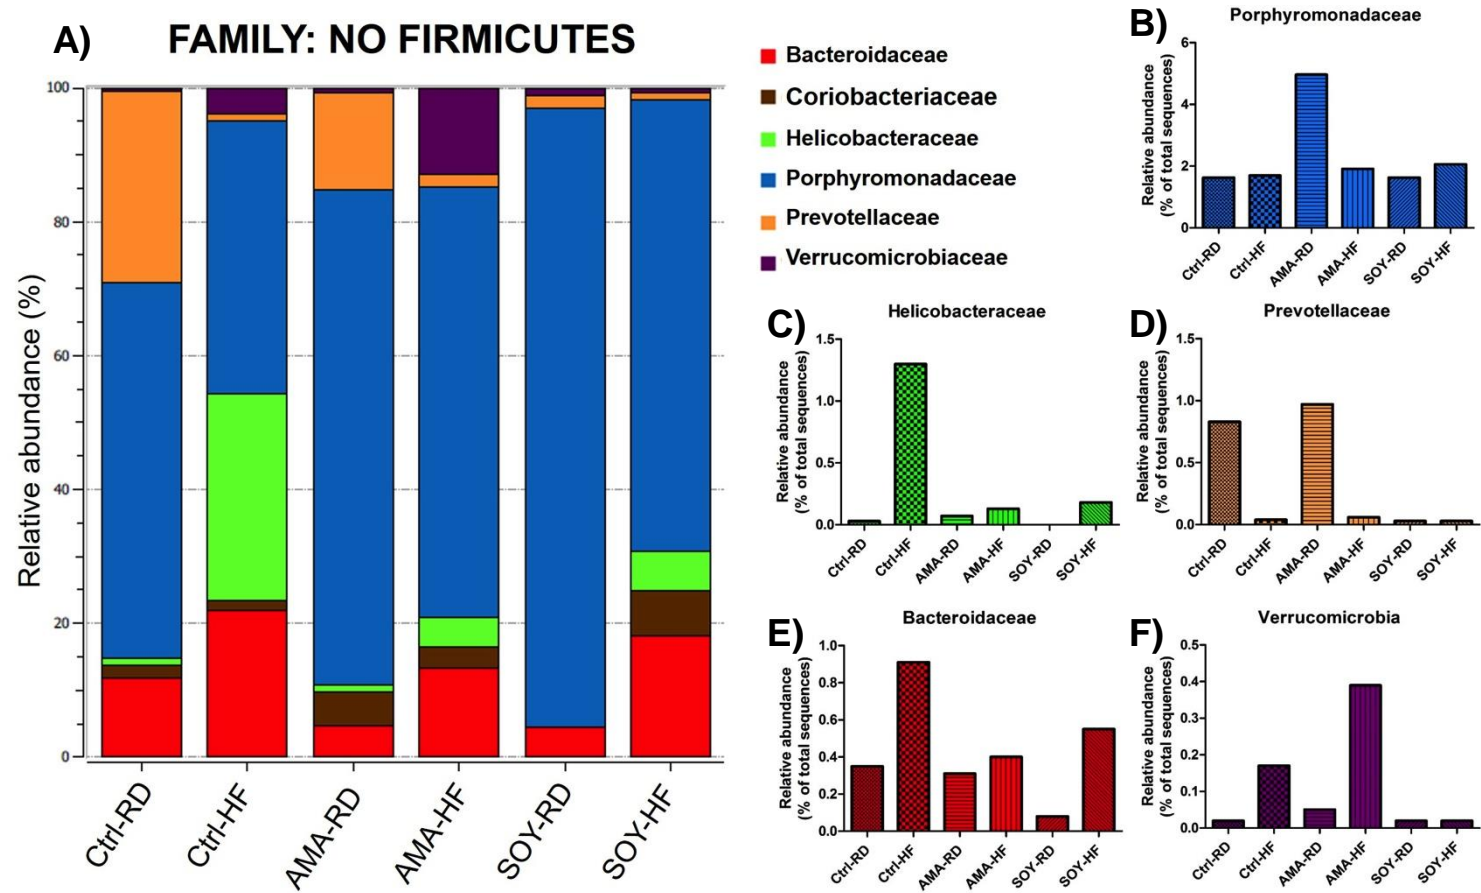 A)
FAMILY: NO FIRMICUTES
Relative abundance (%)
100
80
60
40
20
0
Ctrl-RD
Ctrl-HF
AMA-RD
AMA-HF
SOY-RD
SOY-HF
Bacteroidaceae
Coriobacteriaceae
Helicobacteraceae
Porphyromonadaceae
Prevotellaceae
Verrucomicrobiaceae
B)
Porphyromonadaceae
Relative abundance
(% of total sequences)
6
4
2
0
Ctrl-RD
Ctrl-HF
AMA-RD
AMA-HF
SOY-RD
SOY-HF
C)
Helicobacteraceae
Relative abundance
(% of total sequences)
1.5
1.0
0.5
0.0
Ctrl-RD
Ctrl-HF
AMA-RD
AMA-HF
SOY-RD
SOY-HF
D)
Prevotellaceae
Relative abundance
(% of total sequences)
1.5
1.0
0.5
0.0
Ctrl-RD
Ctrl-HF
AMA-RD
AMA-HF
SOY-RD
SOY-HF
E)
Bacteroidaceae
Relative abundance
(% of total sequences)
1.0
0.8
0.6
0.4
0.2
0.0
Ctrl-RD
Ctrl-HF
AMA-RD
AMA-HF
SOY-RD
SOY-HF
F)
Verrucomicrobia
Relative abundance
(% of total sequences)
0.5
0.4
0.3
0.2
0.1
0.0
Ctrl-RD
Ctrl-HF
AMA-RD
AMA-HF
SOY-RD
SOY-HF